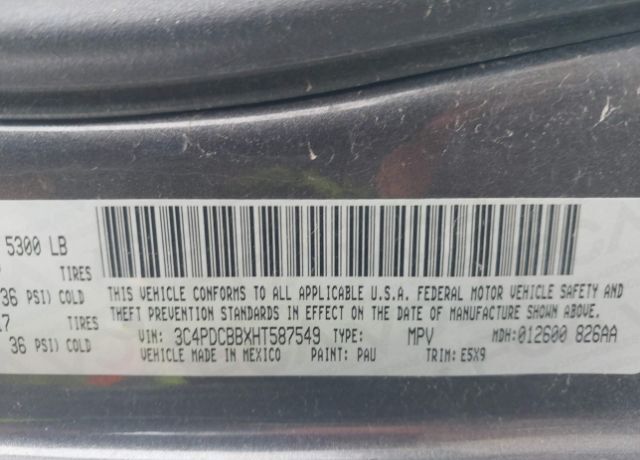 5300 LB
TIRES
36 PSI) COLD
17 TIRES
36 PSI) COLD
THIS VEHICLE CONFORMS TO ALL APPLICABLE U.S.A. FEDERAL MOTOR VEHICLE SAFETY AND
THEFT PREVENTION STANDARDS IN EFFECT ON THE DATE OF MANUFACTURE SHOWN ABOVE.
VIN: 3C4PDCBBXHT587549 TYPE: MPV MDH:012600 826AA
VEHICLE MADE IN MEXICO PAINT: PAU TRIM: E5X9